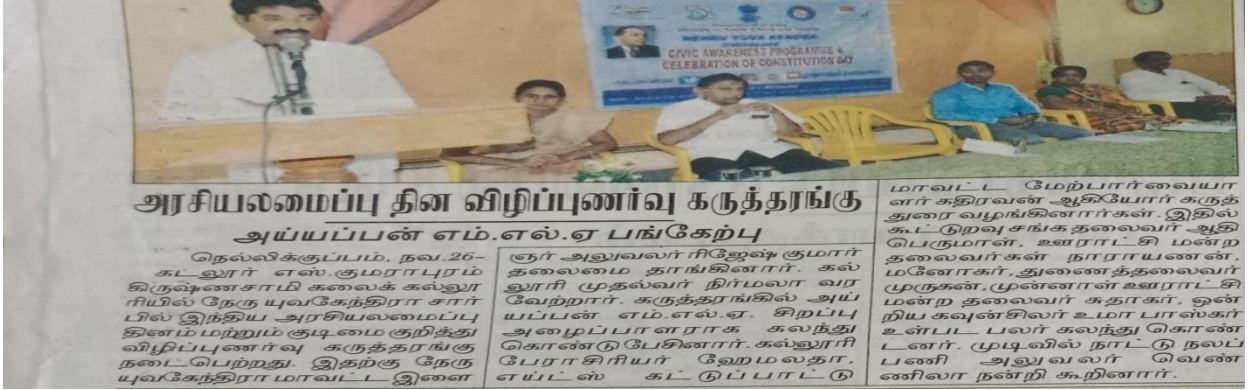 NEHRU YUVA KENDRA
CUDDALORE
CIVIC AWARENESS PROGRAMME &
CELEBRATION OF CONSTITUTION DAY
அரசியலமைப்பு தின விழிப்புணர்வு கருத்தரங்கு
அய்யப்பன் எம்.எல்.ஏ பங்கேற்பு
நெல்லிக்குப்பம், நவ.26-
கடலூர் எஸ்.குமராபுரம்
கிருஷ்ணசாமி கலைக் கல்லூ
ரியில் நேரு யுவகேந்திரா சார்
பில் இந்திய அரசியலமைப்பு
தினம் மற்றும் குடிமை குறித்து
விழிப்புணர்வு கருத்தரங்கு
நடைபெற்றது. இதற்கு நேரு
யுவகேந்திரா மாவட்ட இளை
ஞர் அலுவலர் ரிஜேஷ் குமார்
தலைமை தாங்கினார். கல்
லூரி முதல்வர் நிர்மலா வர
வேற்றார். கருத்தரங்கில் அய்
யப்பன் எம்.எல்.ஏ. சிறப்பு
அழைப்பாளராக கலந்து
கொண்டு பேசினார். கல்லூரி
பேராசிரியர் ஹேமலதா,
எய்ட்ஸ் கட்டுப்பாட்டு
மாவட்ட மேற்பார்வையா
ளர் கதிரவன் ஆகியோர் கருத்
துரை வழங்கினார்கள். இதில்
கூட்டுறவு சங்க தலைவர் ஆதி
பெருமாள், ஊராட்சி மன்ற
தலைவர்கள் நாராயணன்,
மனோகர், துணைத்தலைவர்
முருகன், முன்னாள் ஊராட்சி
மன்ற தலைவர் சுதாகர், ஒன்
றிய கவுன்சிலர் உமா பாஸ்கர்
உள்பட பலர் கலந்து கொண்
டனர். முடிவில் நாட்டு நலப்
பணி அலுவலர் வெண்
ணிலா நன்றி கூறினார்.